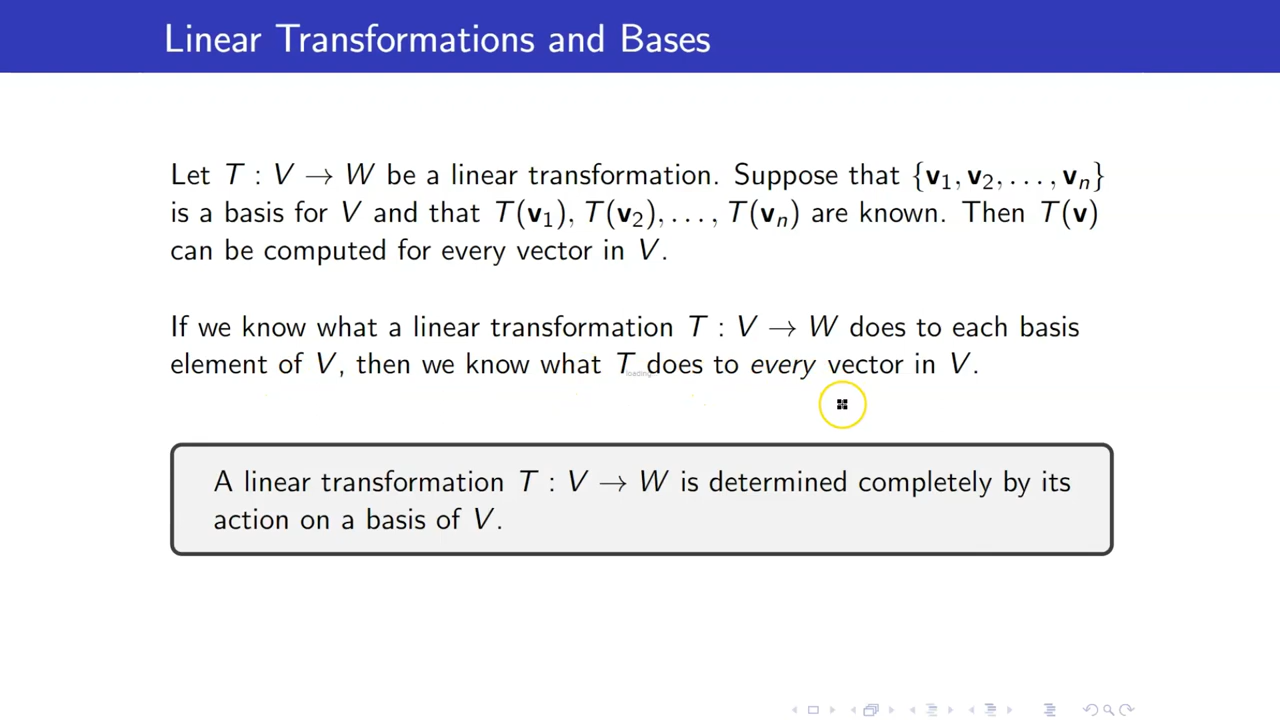 Linear Transformations and Bases
Let T : V → W be a linear transformation. Suppose that {v₁, v₂, . . . , vₙ}
is a basis for V and that T(v₁), T(v₂), . . . , T(vₙ) are known. Then T(v)
can be computed for every vector in V.
If we know what a linear transformation T : V → W does to each basis
element of V, then we know what T does to every vector in V.
loading
A linear transformation T : V → W is determined completely by its
action on a basis of V.